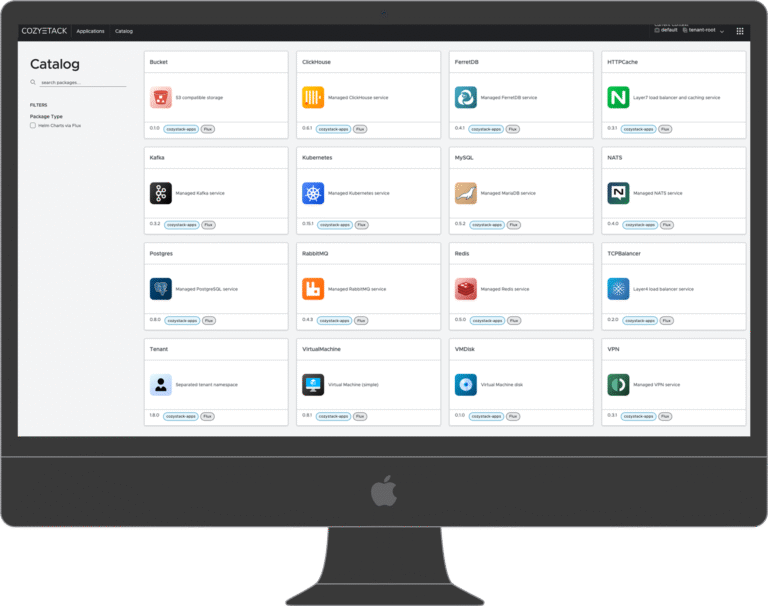 COZYSTACK Applications Catalog
Current Context
default tenant-root
Catalog
search packages...
FILTERS
Package Type
Helm Charts via Flux
Bucket
S3 compatible storage
0.1.0 cozystack-apps Flux
ClickHouse
Managed ClickHouse service
0.6.1 cozystack-apps Flux
FerretDB
Managed FerretDB service
0.4.1 cozystack-apps Flux
HTTPCache
Layer7 load balancer and caching service
0.3.1 cozystack-apps Flux
Kafka
Managed Kafka service
0.3.2 cozystack-apps Flux
Kubernetes
Managed Kubernetes service
0.15.1 cozystack-apps Flux
MySQL
Managed MariaDB service
0.5.2 cozystack-apps Flux
NATS
Managed NATS service
0.4.0 cozystack-apps Flux
Postgres
Managed PostgreSQL service
0.8.0 cozystack-apps Flux
RabbitMQ
Managed RabbitMQ service
0.4.3 cozystack-apps Flux
Redis
Managed Redis service
0.5.0 cozystack-apps Flux
TCPBalancer
Layer4 load balancer service
0.2.0 cozystack-apps Flux
Tenant
Separated tenant namespace
1.6.0 cozystack-apps Flux
VirtualMachine
Virtual Machine (simple)
0.8.1 cozystack-apps Flux
VMDisk
Virtual Machine disk
0.1.0 cozystack-apps Flux
VPN
Managed VPN service
0.3.1 cozystack-apps Flux